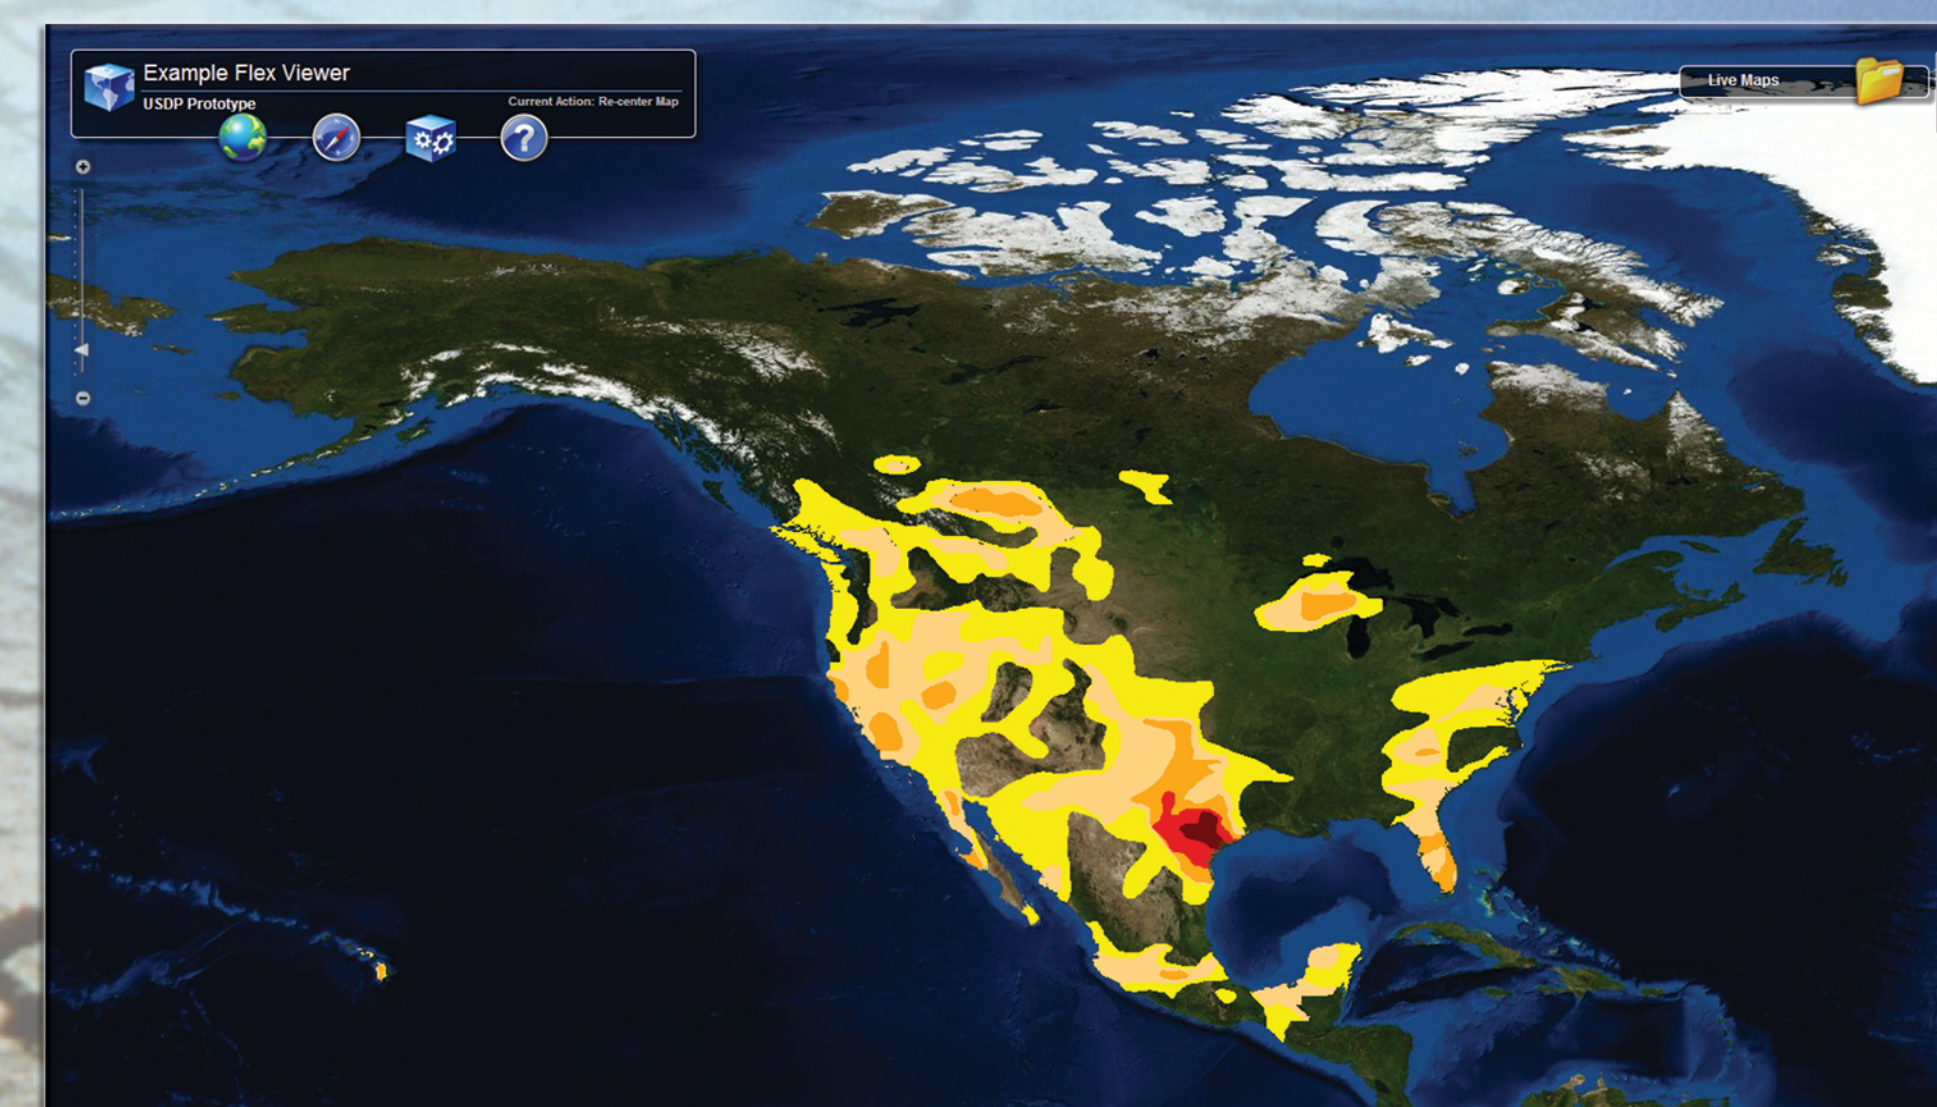 Example Flex Viewer
USDP Prototype
Current Action: Re-center Map
?
Live Maps